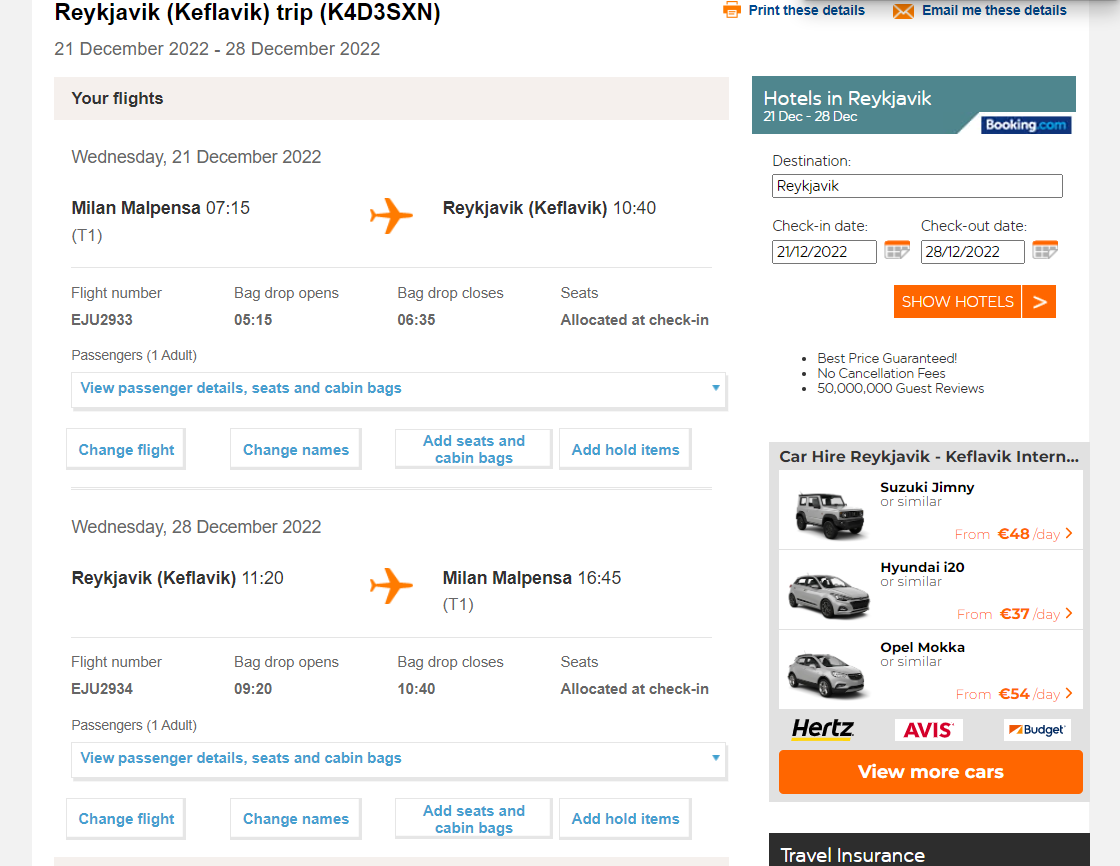 Reykjavik (Keflavik) trip (K4D3SXN)
Print these details
Email me these details
21 December 2022 - 28 December 2022
Your flights
Wednesday, 21 December 2022
Milan Malpensa 07:15
(T1)
Reykjavik (Keflavik) 10:40
Flight number
Bag drop opens
Bag drop closes
Seats
EJU2933
05:15
06:35
Allocated at check-in
Passengers (1 Adult)
View passenger details, seats and cabin bags
Change flight
Change names
Add seats and
cabin bags
Add hold items
Wednesday, 28 December 2022
Reykjavik (Keflavik) 11:20
Milan Malpensa 16:45
(T1)
Flight number
Bag drop opens
Bag drop closes
Seats
EJU2934
09:20
10:40
Allocated at check-in
Passengers (1 Adult)
View passenger details, seats and cabin bags
Change flight
Change names
Add seats and
cabin bags
Add hold items
Hotels in Reykjavik
21 Dec - 28 Dec
Booking.com
Destination:
Reykjavik
Check-in date:
Check-out date:
21/12/2022
28/12/2022
SHOW HOTELS >
Best Price Guaranteed!
No Cancellation Fees
50,000,000 Guest Reviews
Car Hire Reykjavik - Keflavik Intern...
Suzuki Jimny
or similar
From €48 /day
Hyundai i20
or similar
From €37 /day
Opel Mokka
or similar
From €54 /day
Hertz
AVIS
Budget
View more cars
Travel Insurance